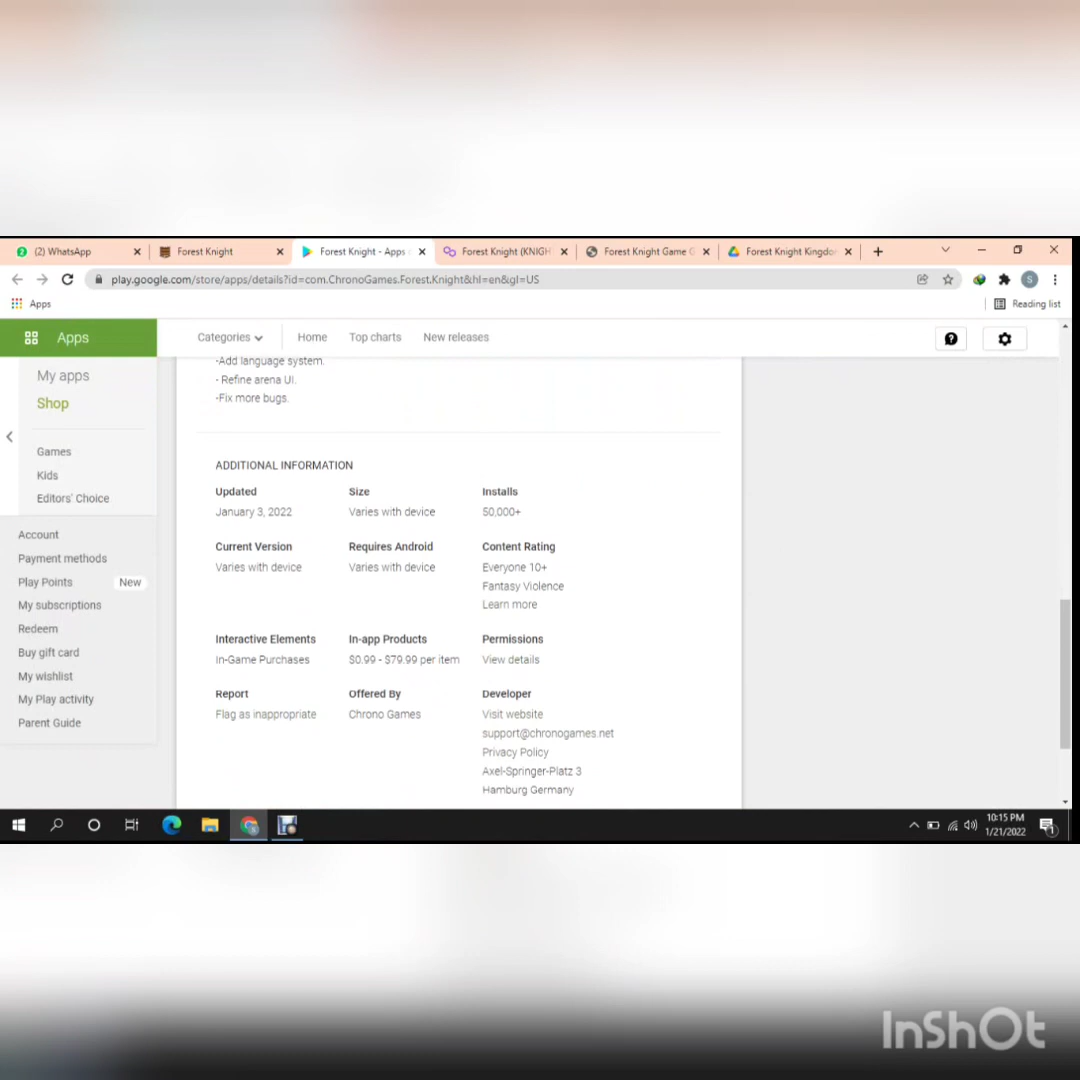 (2) WhatsApp
Forest Knight
Forest Knight - Apps
Forest Knight (KNIGH
Forest Knight Game G
Forest Knight Kingdo
play.google.com/store/apps/details?id=com.ChronoGames.Forest.Knight&hl=en&gl=US
S
Apps
Reading list
Apps
Categories
Home
Top charts
New releases
My apps
Shop
Games
Kids
Editors' Choice
Account
Payment methods
Play Points New
My subscriptions
Redeem
Buy gift card
My wishlist
My Play activity
Parent Guide
-Add language system.
- Refine arena UI.
-Fix more bugs.
ADDITIONAL INFORMATION
Updated
January 3, 2022
Size
Varies with device
Installs
50,000+
Current Version
Varies with device
Requires Android
Varies with device
Content Rating
Everyone 10+
Fantasy Violence
Learn more
Interactive Elements
In-Game Purchases
In-app Products
$0.99 - $79.99 per item
Permissions
View details
Report
Flag as inappropriate
Offered By
Chrono Games
Developer
Visit website
support@chronogames.net
Privacy Policy
Axel-Springer-Platz 3
Hamburg Germany
10:15 PM
1/21/2022
1
InShOt